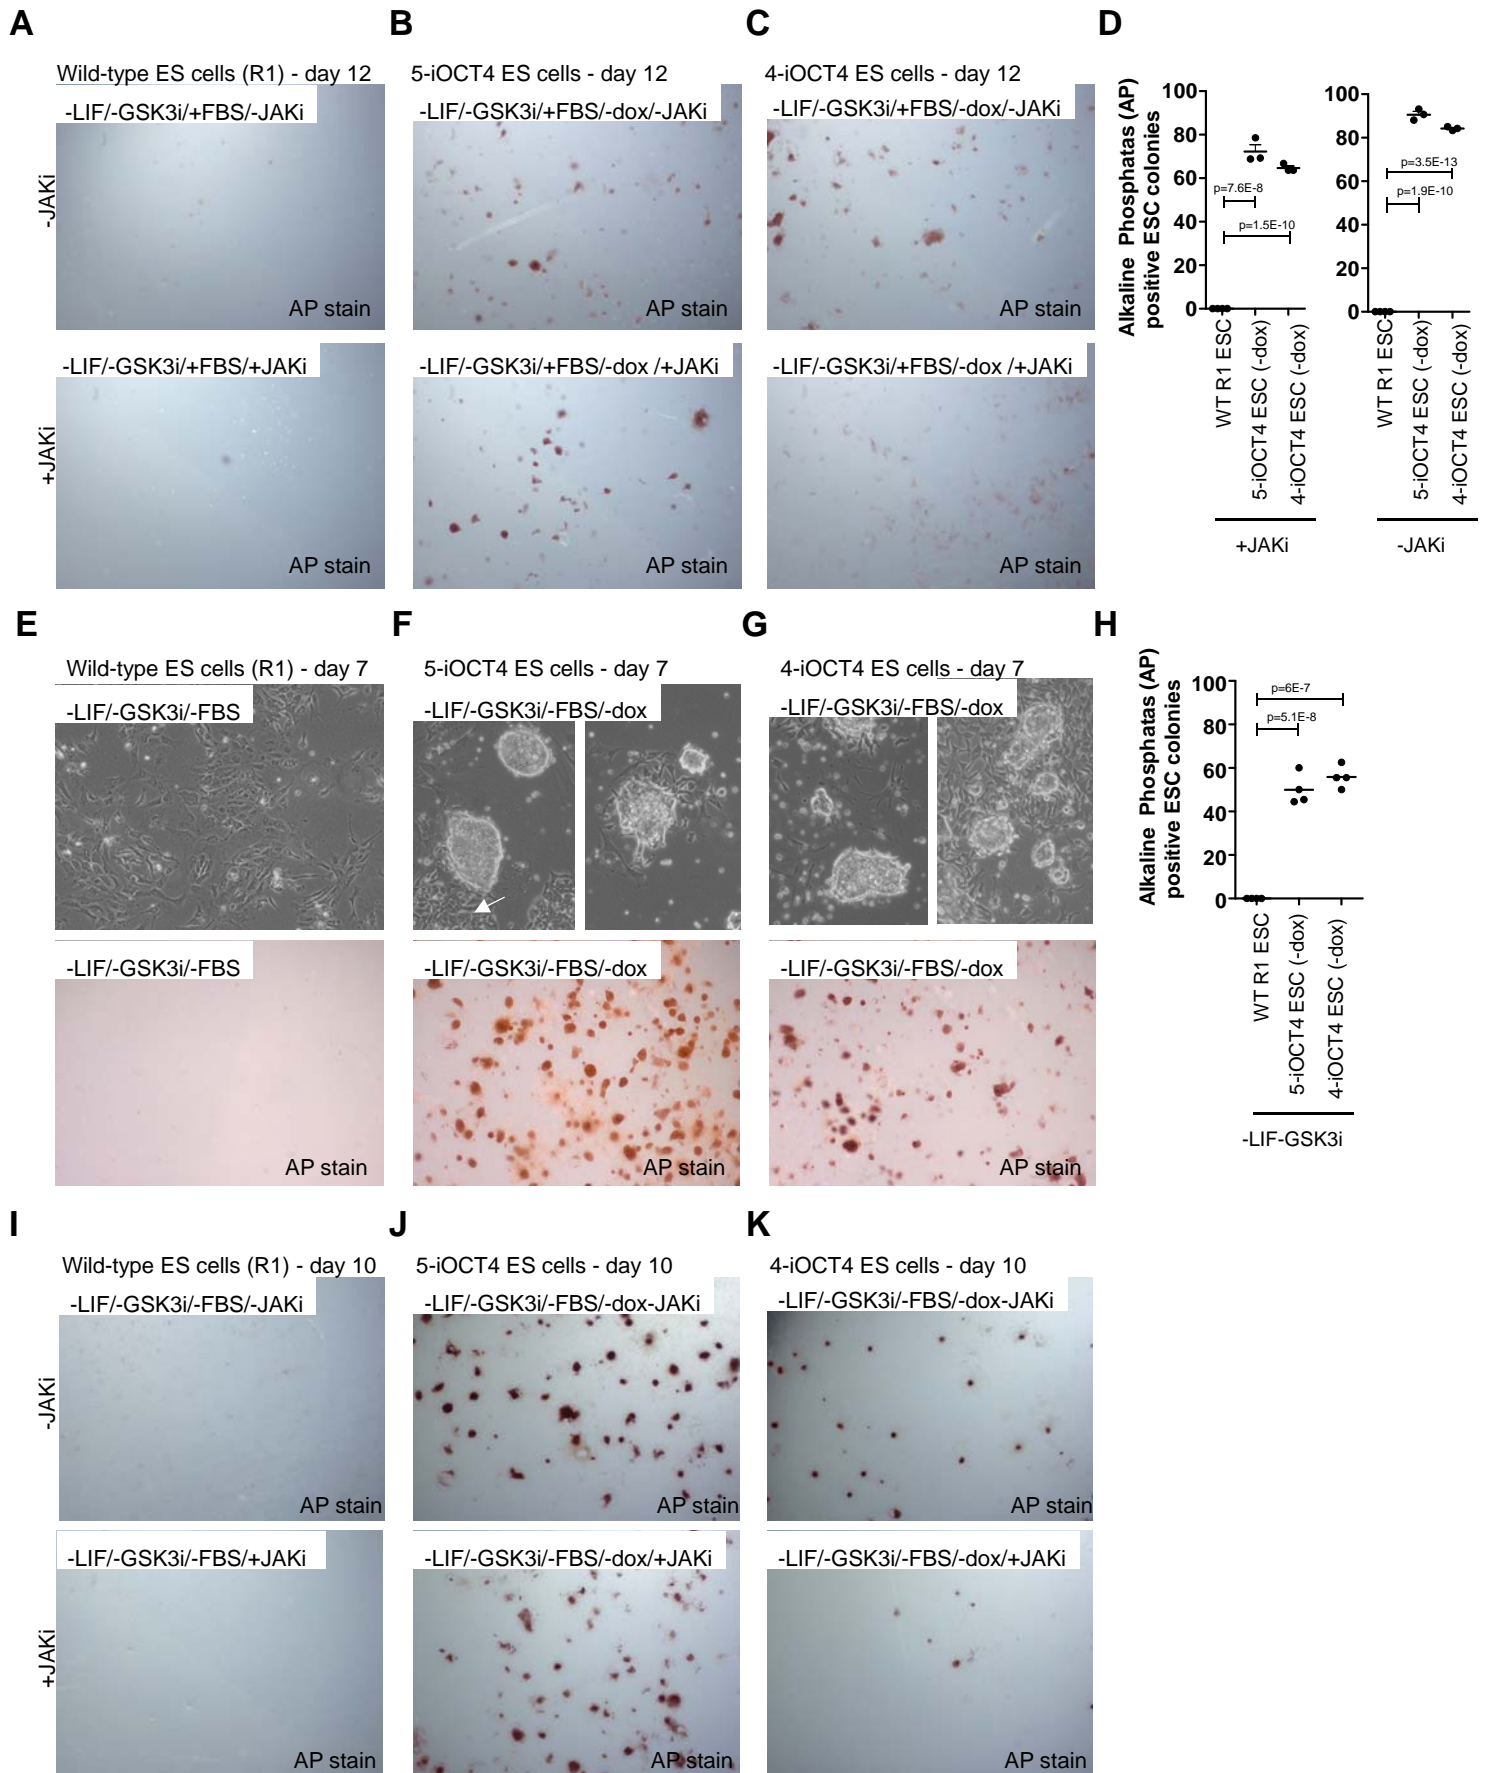 A
B
C
D
Wild-type ES cells (R1) - day 12
5-iOCT4 ES cells - day 12
4-iOCT4 ES cells - day 12
-LIF/-GSK3i/+FBS/-JAKi
-LIF/-GSK3i/+FBS/-dox/-JAKi
-LIF/-GSK3i/+FBS/-dox/-JAKi
-JAKi
AP stain
AP stain
AP stain
-LIF/-GSK3i/+FBS/+JAKi
-LIF/-GSK3i/+FBS/-dox /+JAKi
-LIF/-GSK3i/+FBS/-dox /+JAKi
+JAKi
AP stain
AP stain
AP stain
Alkaline Phosphatas (AP)
positive ESC colonies
100
80
60
40
20
0
p=7.6E-8
p=1.5E-10
WT R1 ESC
5-iOCT4 ESC (-dox)
4-iOCT4 ESC (-dox)
+JAKi
100
80
60
40
20
0
p=3.5E-13
p=1.9E-10
WT R1 ESC
5-iOCT4 ESC (-dox)
4-iOCT4 ESC (-dox)
-JAKi
E
F
G
H
Wild-type ES cells (R1) - day 7
5-iOCT4 ES cells - day 7
4-iOCT4 ES cells - day 7
-LIF/-GSK3i/-FBS
-LIF/-GSK3i/-FBS/-dox
-LIF/-GSK3i/-FBS/-dox
-LIF/-GSK3i/-FBS
-LIF/-GSK3i/-FBS/-dox
-LIF/-GSK3i/-FBS/-dox
AP stain
AP stain
AP stain
Alkaline Phosphatas (AP)
positive ESC colonies
100
80
60
40
20
0
p=6E-7
p=5.1E-8
WT R1 ESC
5-iOCT4 ESC (-dox)
4-iOCT4 ESC (-dox)
-LIF-GSK3i
I
J
K
Wild-type ES cells (R1) - day 10
5-iOCT4 ES cells - day 10
4-iOCT4 ES cells - day 10
-LIF/-GSK3i/-FBS/-JAKi
-LIF/-GSK3i/-FBS/-dox-JAKi
-LIF/-GSK3i/-FBS/-dox-JAKi
-JAKi
AP stain
AP stain
AP stain
-LIF/-GSK3i/-FBS/+JAKi
-LIF/-GSK3i/-FBS/-dox/+JAKi
-LIF/-GSK3i/-FBS/-dox/+JAKi
+JAKi
AP stain
AP stain
AP stain